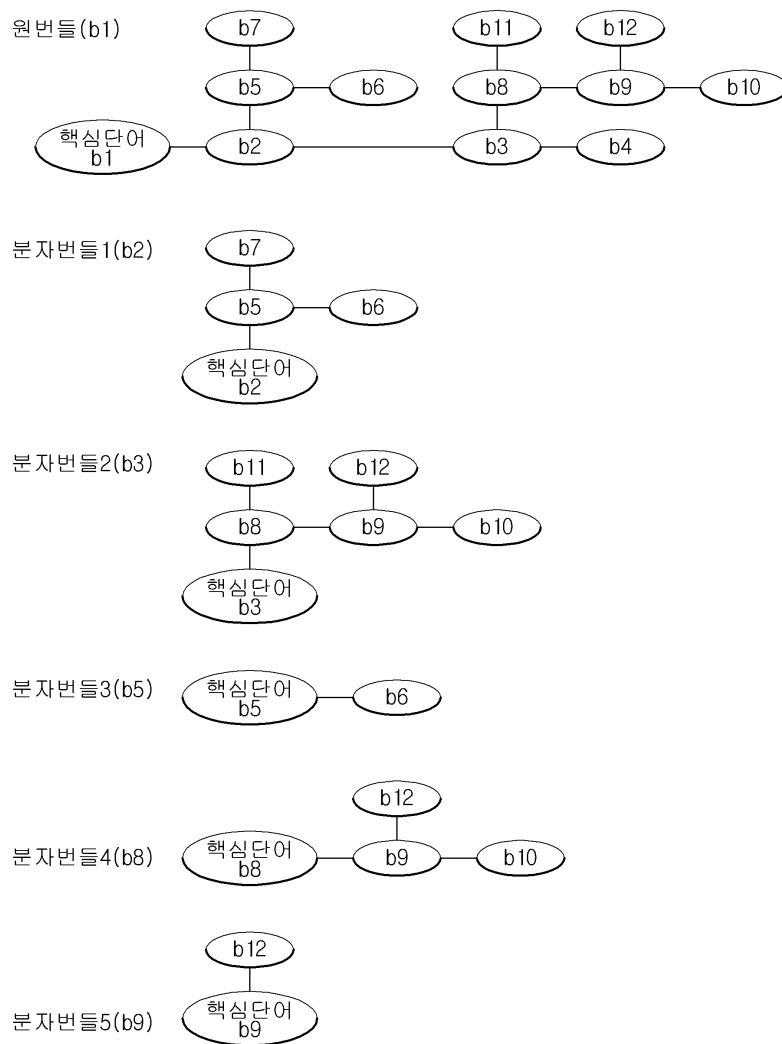 원번들(b1)
b7
b11
b12
b5
b6
b8
b9
b10
핵심단어
b1
b2
b3
b4
분자번들1(b2)
b7
b5
b6
핵심단어
b2
분자번들2(b3)
b11
b12
b8
b9
b10
핵심단어
b3
분자번들3(b5)
핵심단어
b5
b6
b12
분자번들4(b8)
핵심단어
b8
b9
b10
b12
분자번들5(b9)
핵심단어
b9